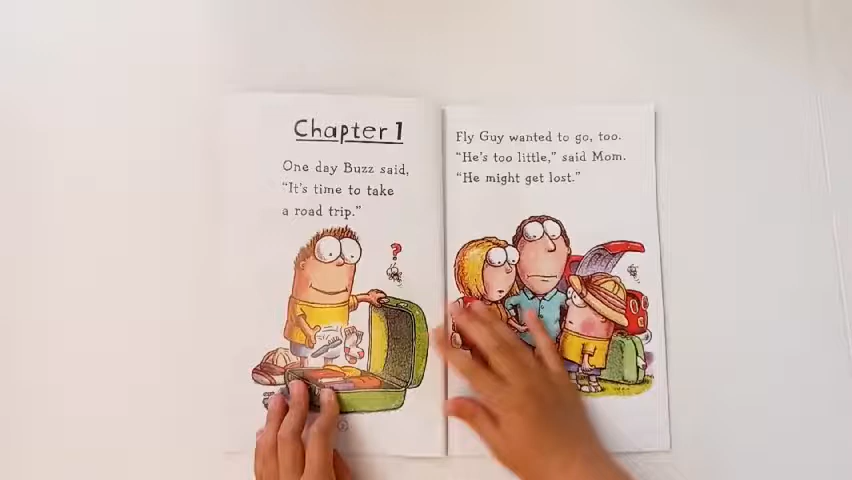 Chapter 1
One day Buzz said,
"It's time to take
a road trip."
?
Fly Guy wanted to go, too.
"He's too little," said Mom.
"He might get lost."